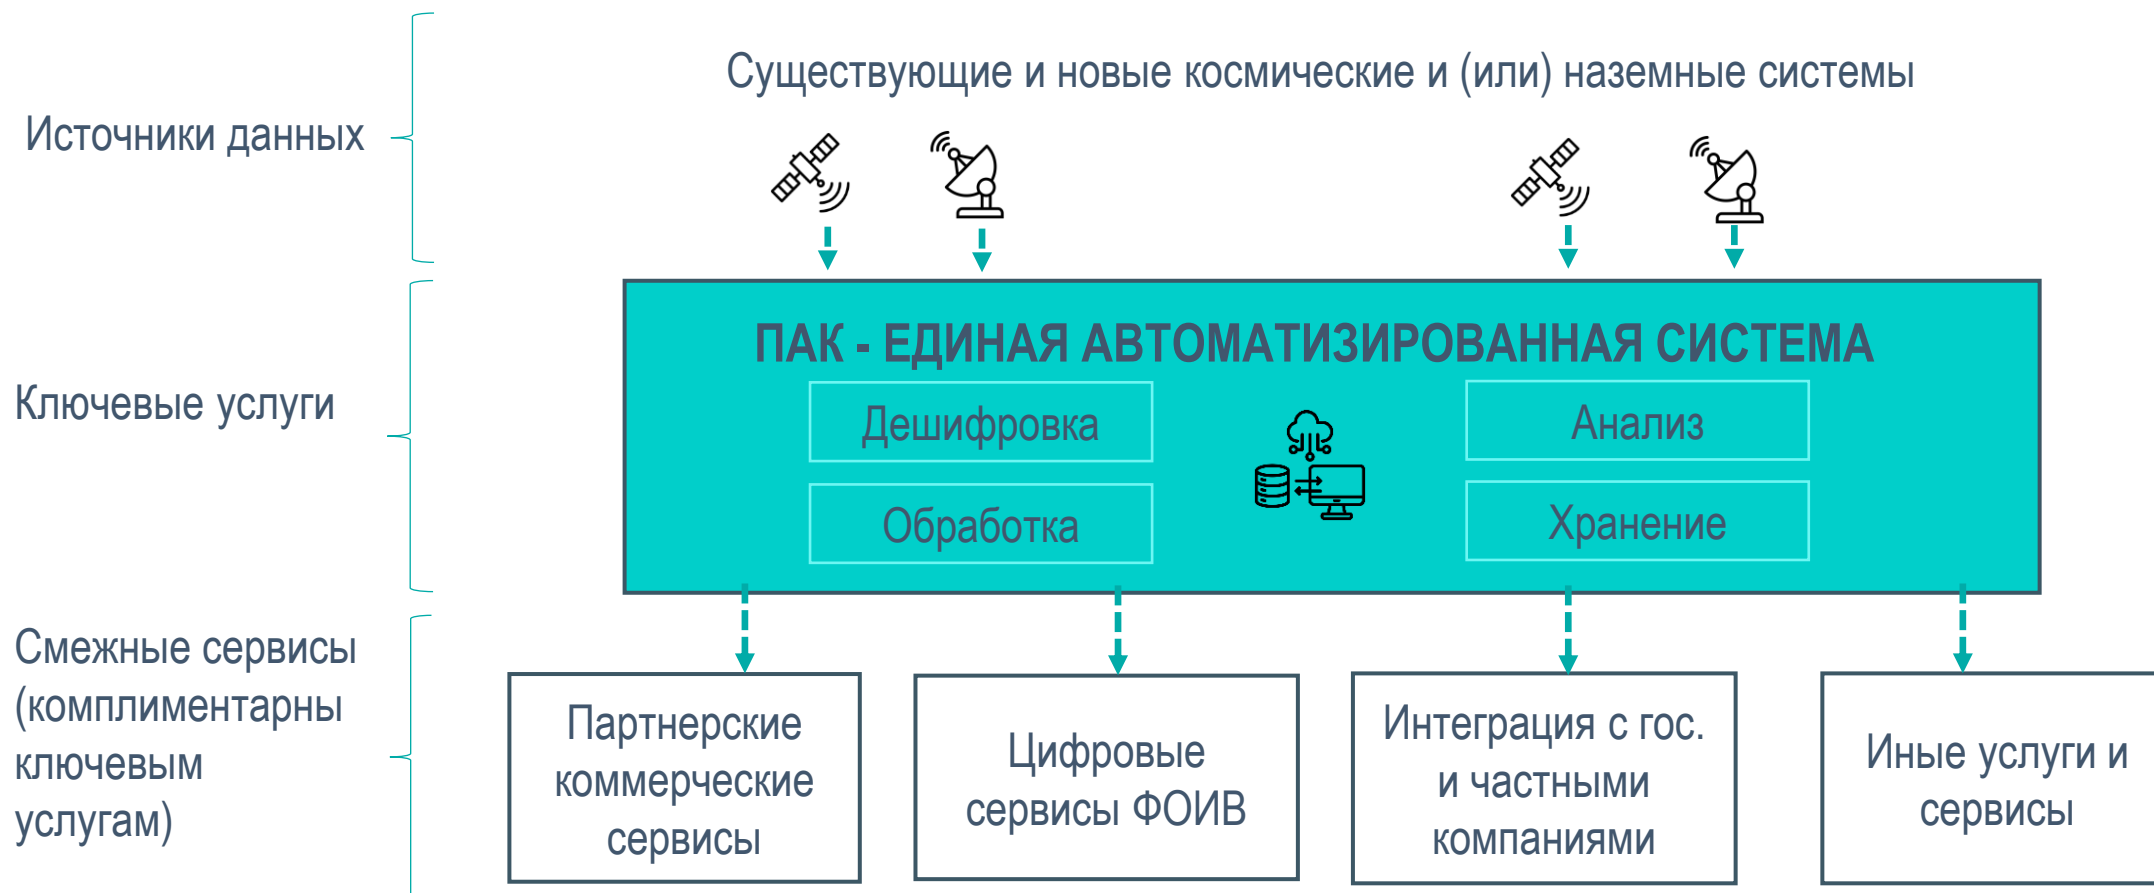 Существующие и новые космические и (или) наземные системы
Источники данных
ПАК - ЕДИНАЯ АВТОМАТИЗИРОВАННАЯ СИСТЕМА
Ключевые услуги
Дешифровка
Анализ
Обработка
Хранение
Смежные сервисы
(комплиментарны
ключевым
услугам)
Партнерские
коммерческие
сервисы
Цифровые
сервисы ФОИВ
Интеграция с гос.
и частными
компаниями
Иные услуги и
сервисы